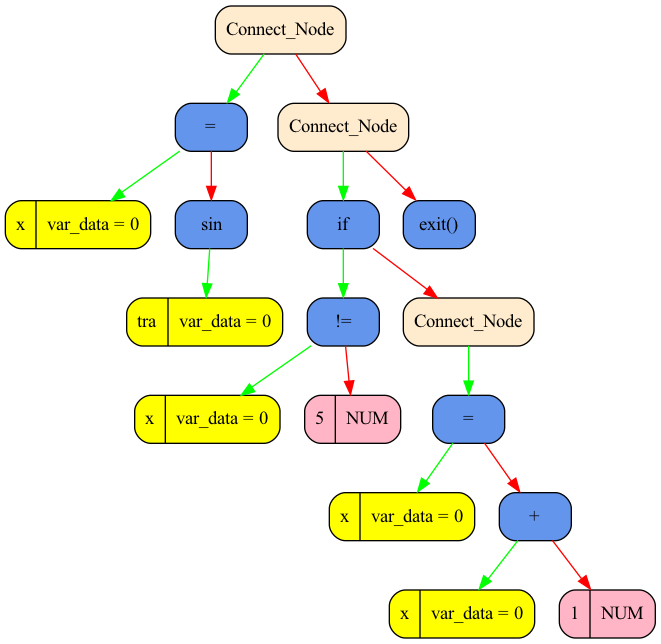 Connect_Node
=
Connect_Node
x var_data = 0
sin
if
exit()
tra var_data = 0
!=
Connect_Node
x var_data = 0
5 NUM
=
x var_data = 0
+
x var_data = 0
1 NUM